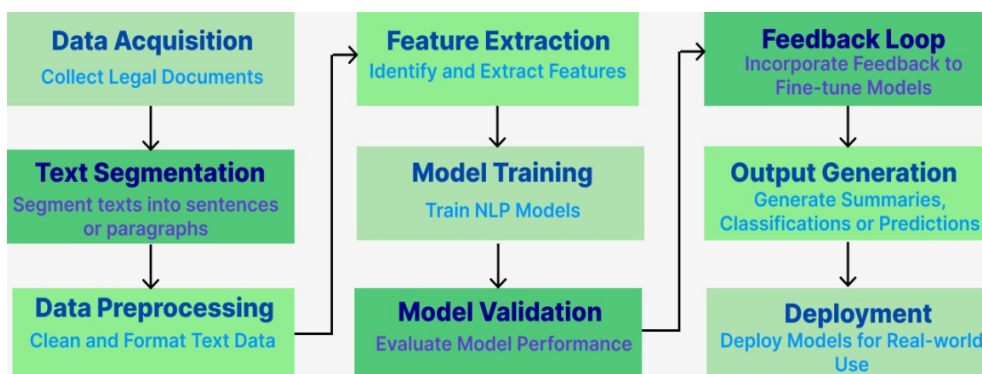 Data Acquisition
Collect Legal Documents
Text Segmentation
Segment texts into sentences
or paragraphs
Data Preprocessing
Clean and Format Text Data
Feature Extraction
Identify and Extract Features
Model Training
Train NLP Models
Model Validation
Evaluate Model Performance
Feedback Loop
Incorporate Feedback to
Fine-tune Models
Output Generation
Generate Summaries,
Classifications or Predictions
Deployment
Deploy Models for Real-world
Use